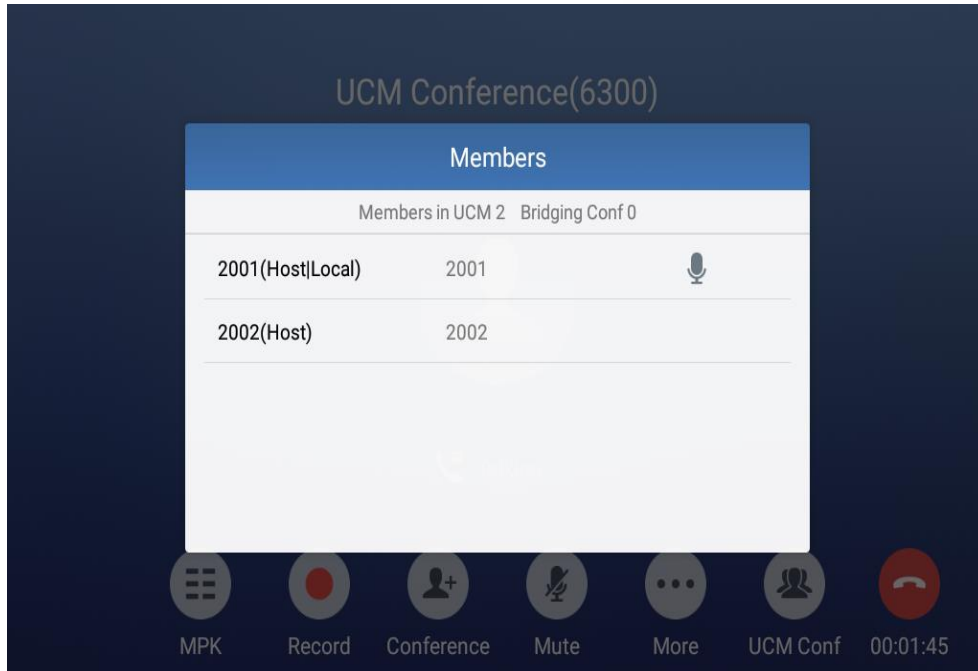 UCM Conference(6300)
Members
Members in UCM 2 Bridging Conf 0
2001(Host|Local) 2001
2002(Host) 2002
MPK Record Conference Mute More UCM Conf 00:01:45